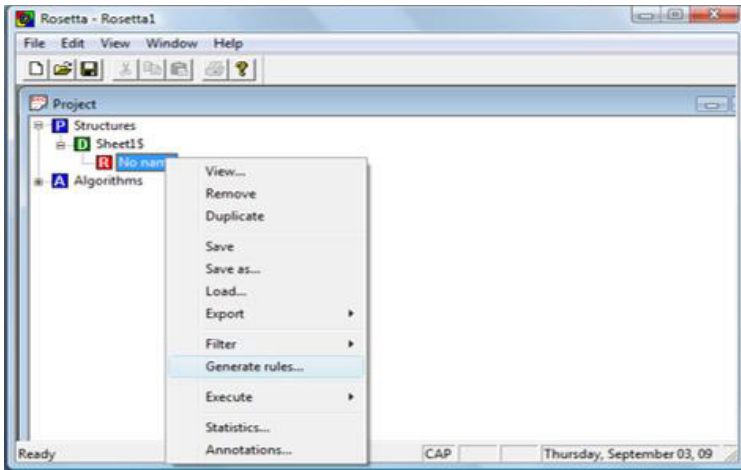 Rosetta - Rosetta1
File Edit View Window Help
Project
P Structures
D Sheet1$
R No nam
A Algorithms
View...
Remove
Duplicate
Save
Save as...
Load...
Export
Filter
Generate rules...
Execute
Statistics...
Annotations...
Ready CAP Thursday, September 03, 09